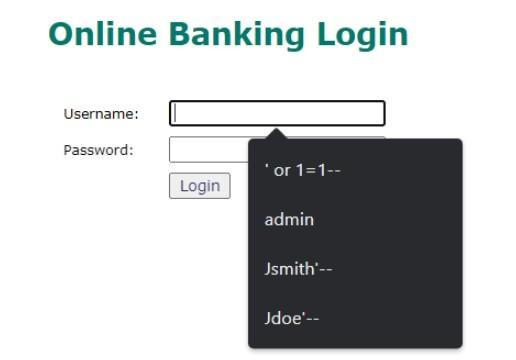 Online Banking Login
Username:
Password:
Login
' or 1=1--
admin
Jsmith'--
Jdoe'--